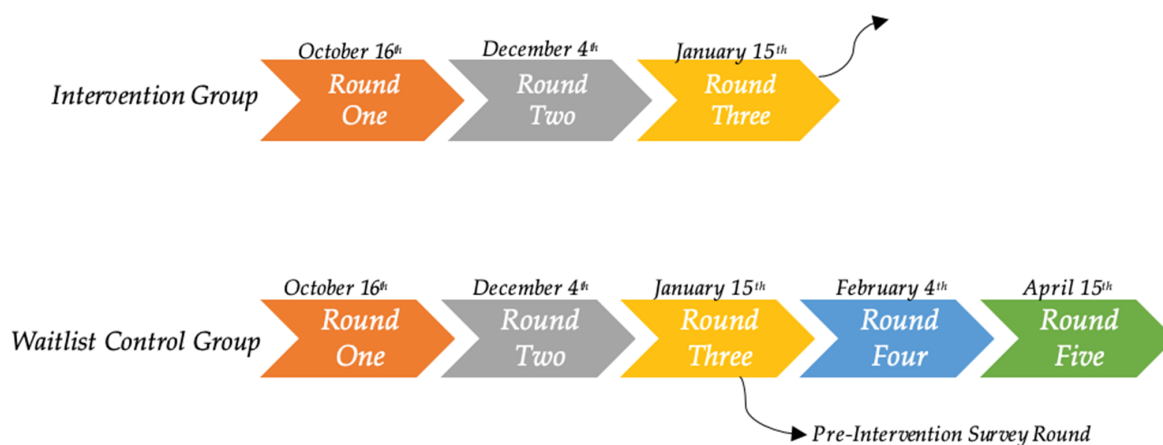 October 16th
December 4th
January 15th
Intervention Group
Round
One
Round
Two
Round
Three
October 16th
December 4th
January 15th
February 4th
April 15th
Waitlist Control Group
Round
One
Round
Two
Round
Three
Round
Four
Round
Five
Pre-Intervention Survey Round